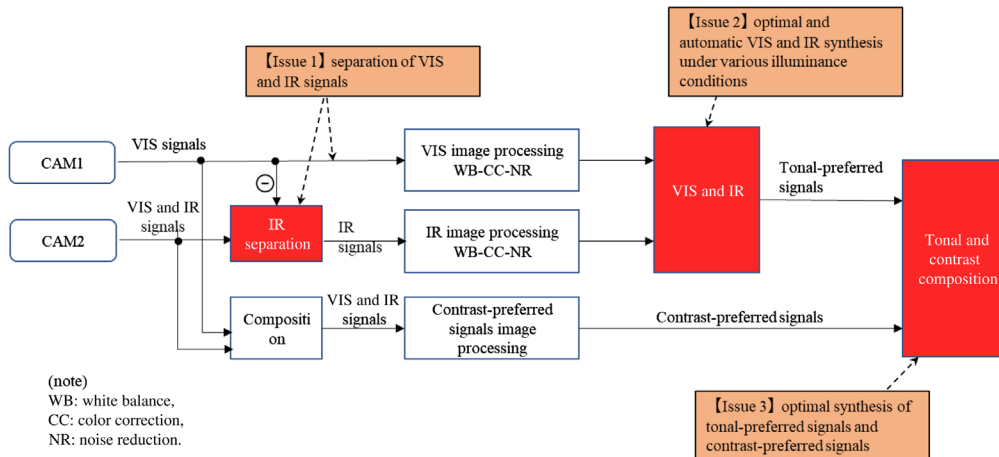 【Issue 1】separation of VIS
and IR signals
【Issue 2】optimal and
automatic VIS and IR synthesis
under various illuminance
conditions
CAM1
VIS signals
VIS image processing
WB-CC-NR
VIS and IR
Tonal-preferred
signals
CAM2
VIS and IR
signals
IR
separation
IR
signals
IR image processing
WB-CC-NR
Tonal and
contrast
composition
Compositi
on
VIS and IR
signals
Contrast-preferred
signals image
processing
Contrast-preferred signals
(note)
WB: white balance,
CC: color correction,
NR: noise reduction.
【Issue 3】optimal synthesis of
tonal-preferred signals and
contrast-preferred signals